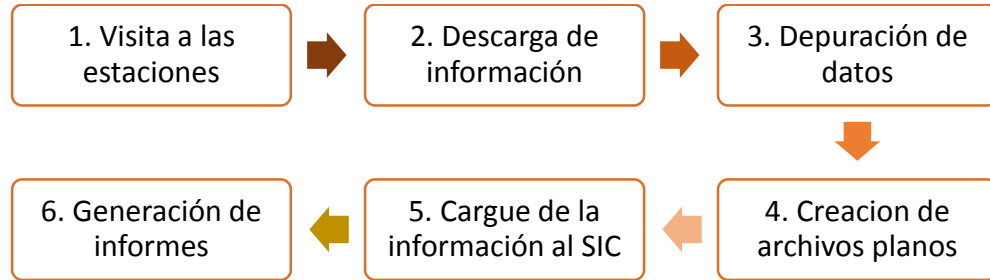 1. Visita a las
estaciones
2. Descarga de
información
3. Depuración de
datos
4. Creacion de
archivos planos
5. Cargue de la
información al SIC
6. Generación de
informes